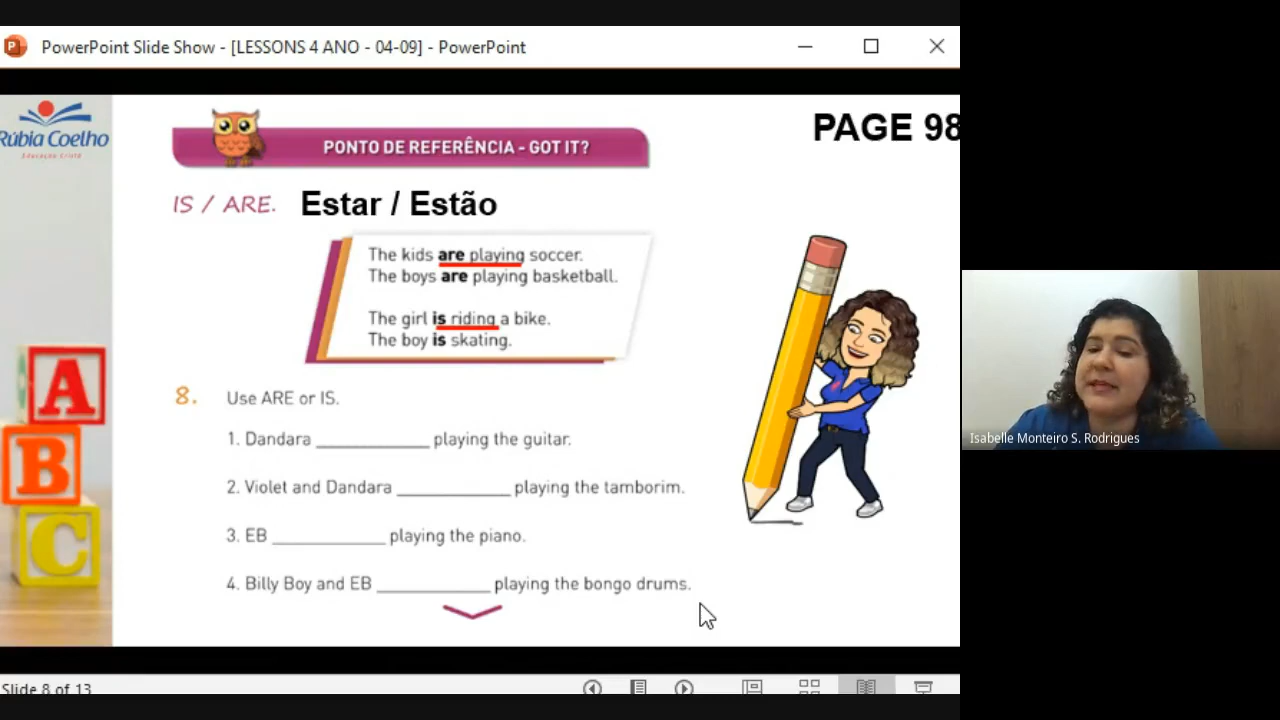 PowerPoint Slide Show - [LESSONS 4 ANO - 04-09] - PowerPoint
Rúbia Coelho
Educação Cristã
PONTO DE REFERÊNCIA - GOT IT?
PAGE 98
IS / ARE. Estar / Estão
The kids are playing soccer.
The boys are playing basketball.
The girl is riding a bike.
The boy is skating.
8. Use ARE or IS.
1. Dandara ____________ playing the guitar.
2. Violet and Dandara ____________ playing the tamborim.
3. EB ____________ playing the piano.
4. Billy Boy and EB ____________ playing the bongo drums.
A
B
C
Isabelle Monteiro S. Rodrigues
Slide 8 of 13